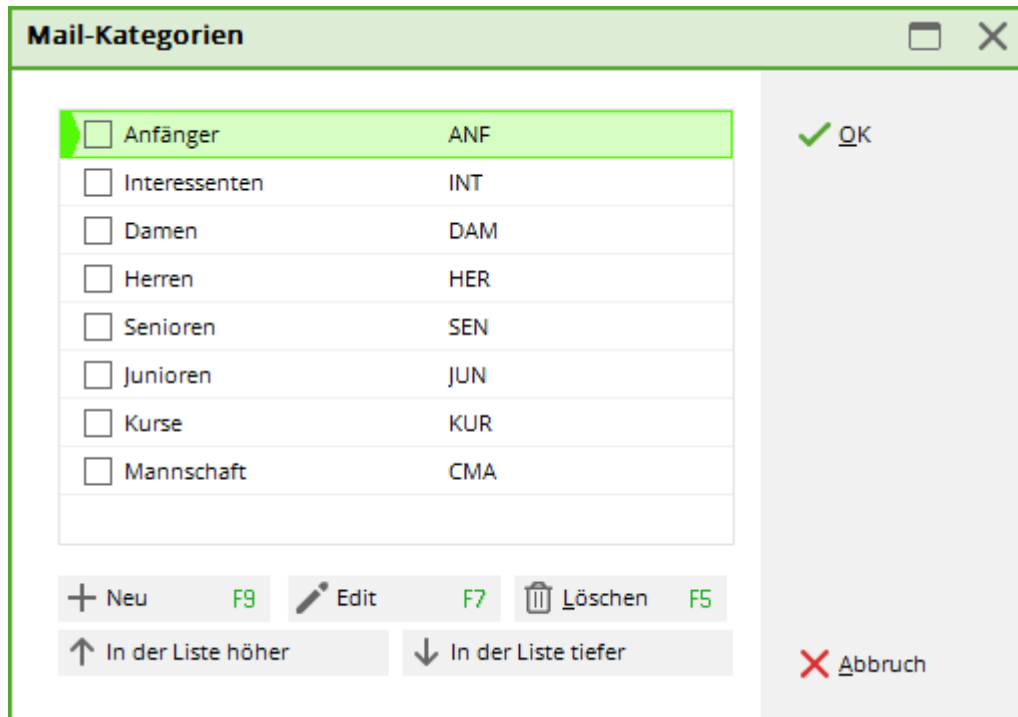 Mail-Kategorien
Anfänger ANF
OK
Interessenten INT
Damen DAM
Herren HER
Senioren SEN
Junioren JUN
Kurse KUR
Mannschaft CMA
Neu F9 Edit F7 Löschen F5
In der Liste höher In der Liste tiefer
Abbruch